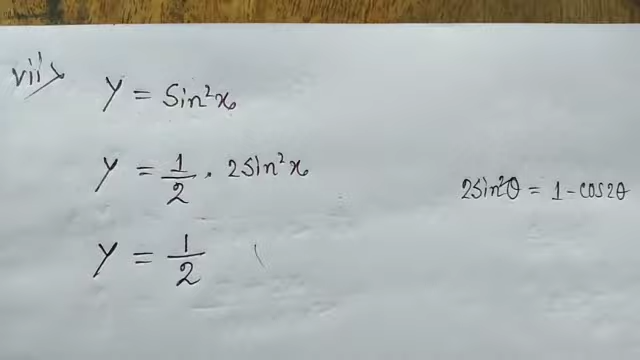 vii> y = Sin²x
y = 1/2 . 2Sin²x
2Sin²θ = 1 - cos2θ
y = 1/2 (